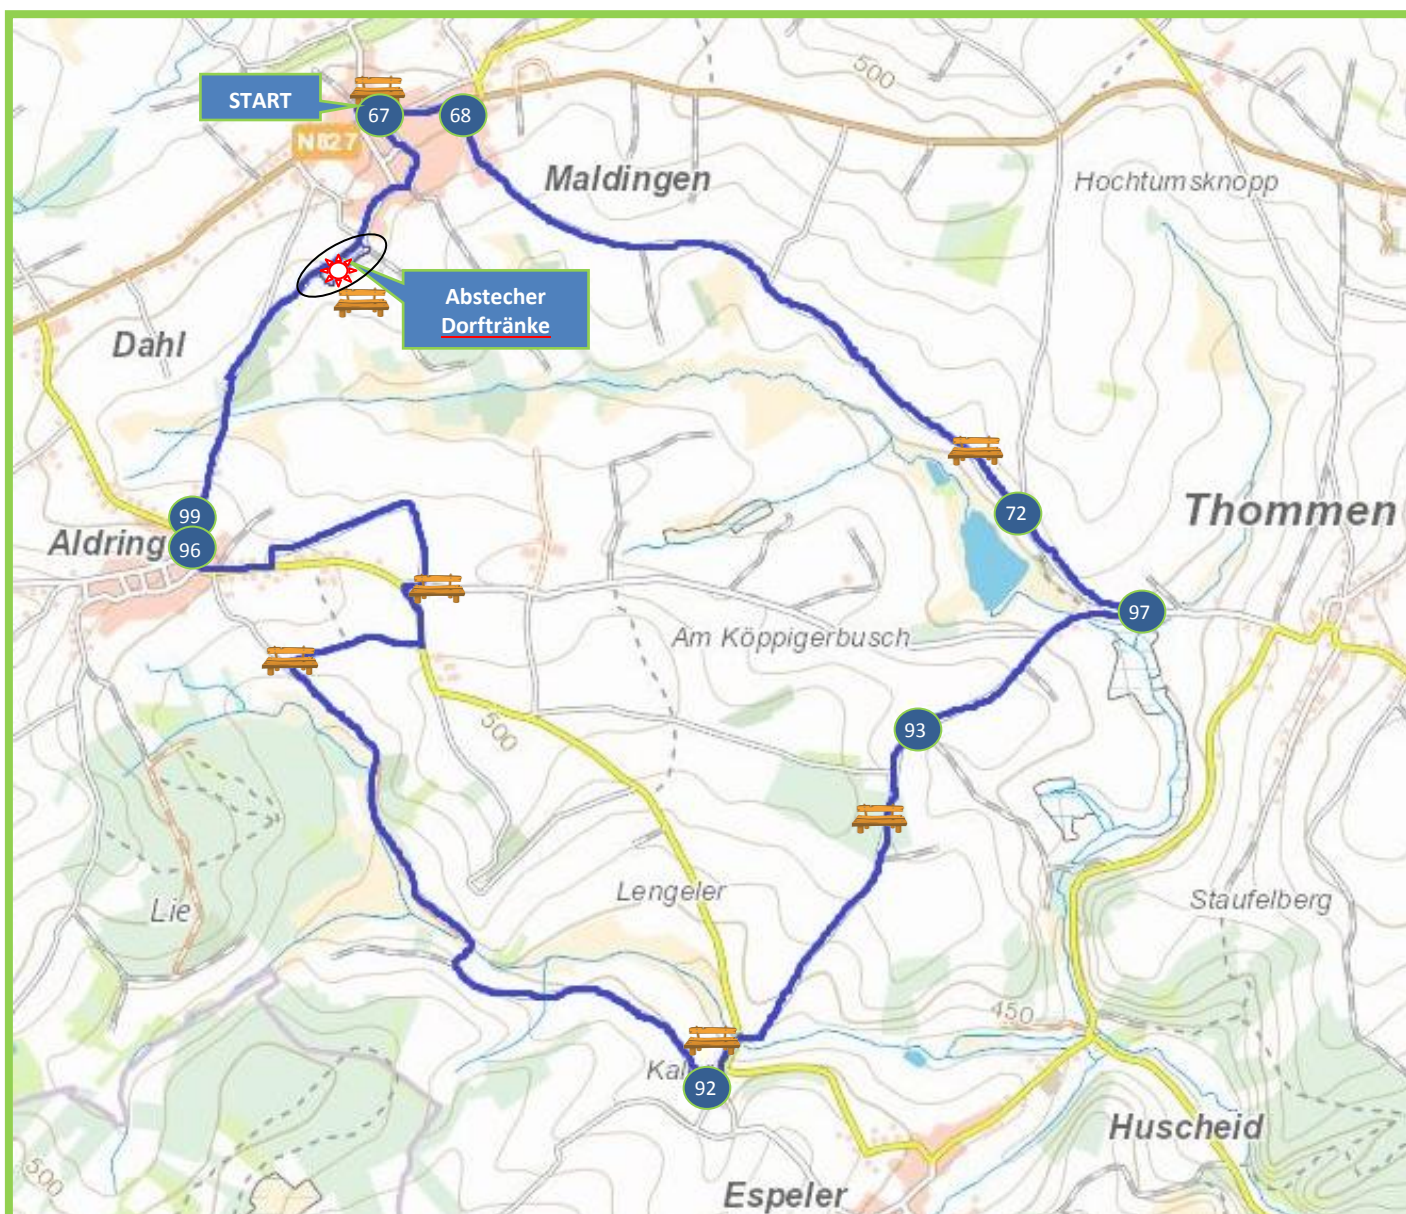 500
START
67
68
N827
Maldingen
Hochtumsknopp
Abstecher
Dorftränke
Dahl
Thommen
99
72
Aldring
96
97
Am Köppigerbusch
500
93
Lengeler
Staufelberg
Lie
450
92
Huscheid
500
Espeler